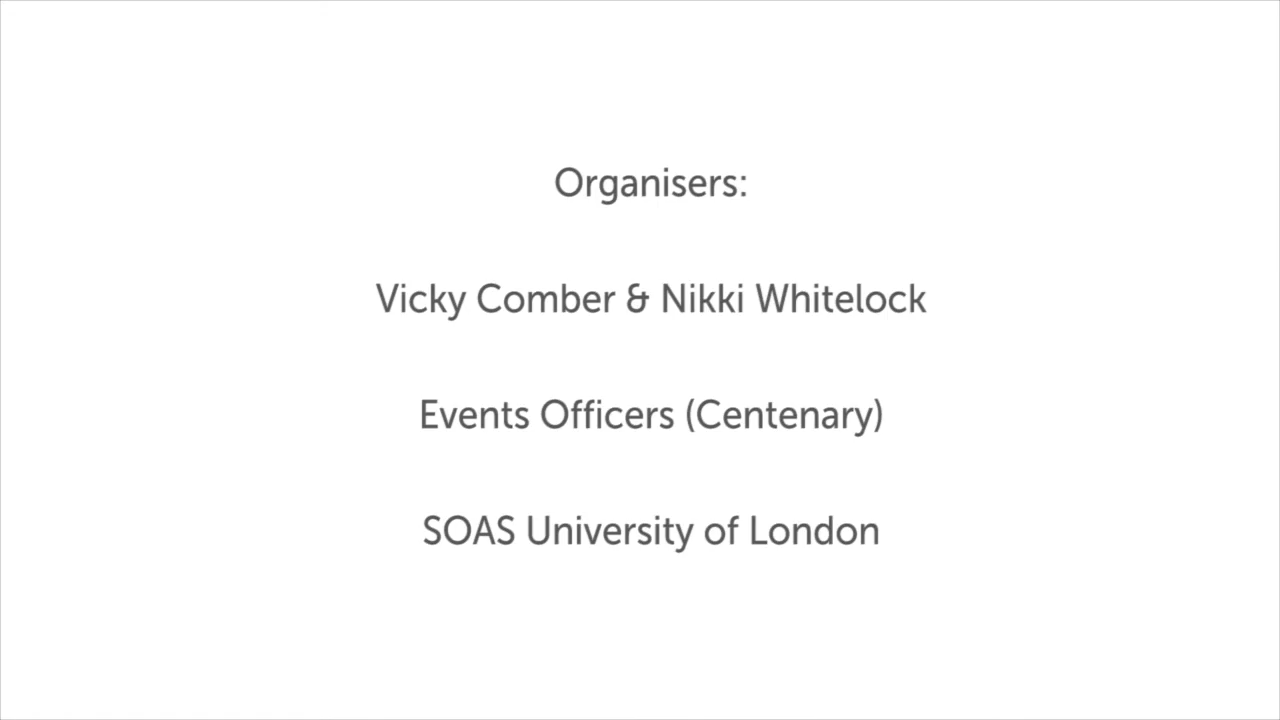 Organisers:
Vicky Comber & Nikki Whitelock
Events Officers (Centenary)
SOAS University of London